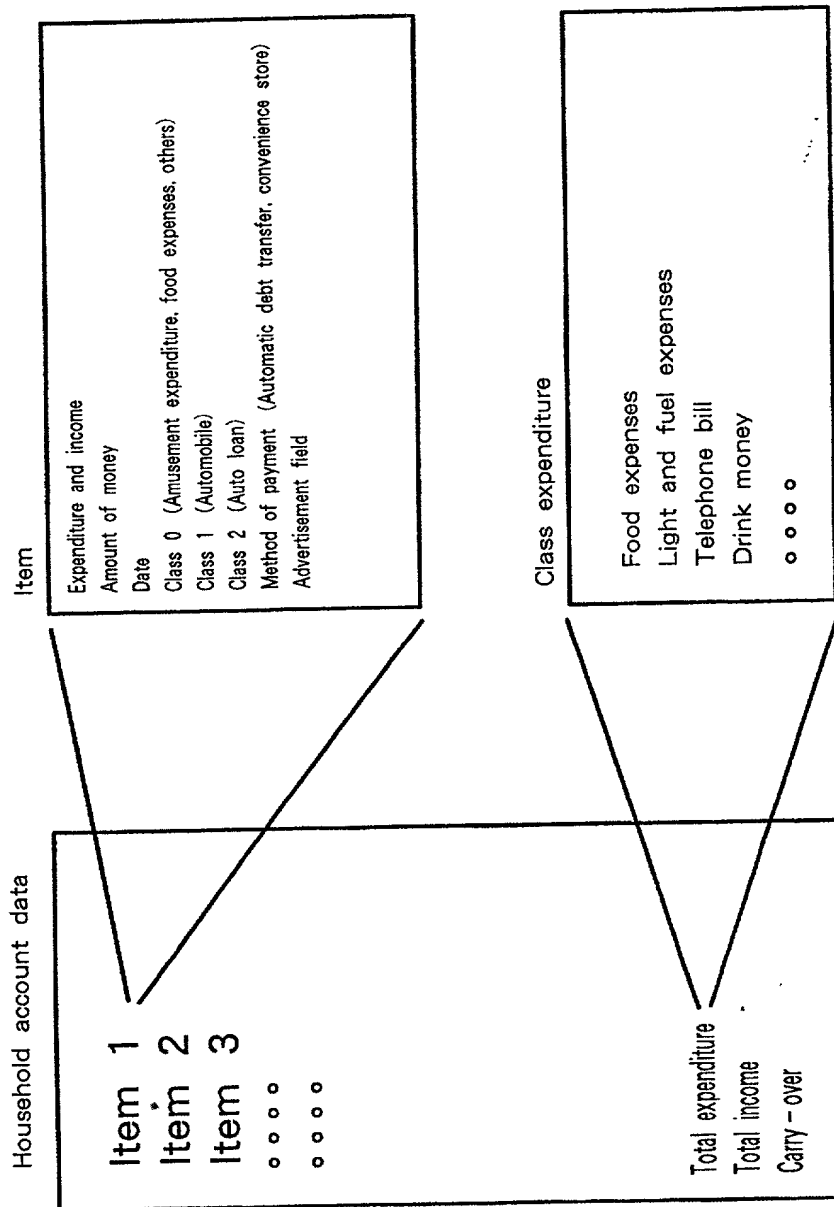 Household account data
Item 1
Item 2
Item 3
Total expenditure
Total income
Carry-over
Item
Expenditure and income
Amount of money
Date
Class 0 (Amusement expenditure, food expenses, others)
Class 1 (Automobile)
Class 2 (Auto loan)
Method of payment (Automatic debt transfer, convenience store)
Advertisement field
Class expenditure
Food expenses
Light and fuel expenses
Telephone bill
Drink money